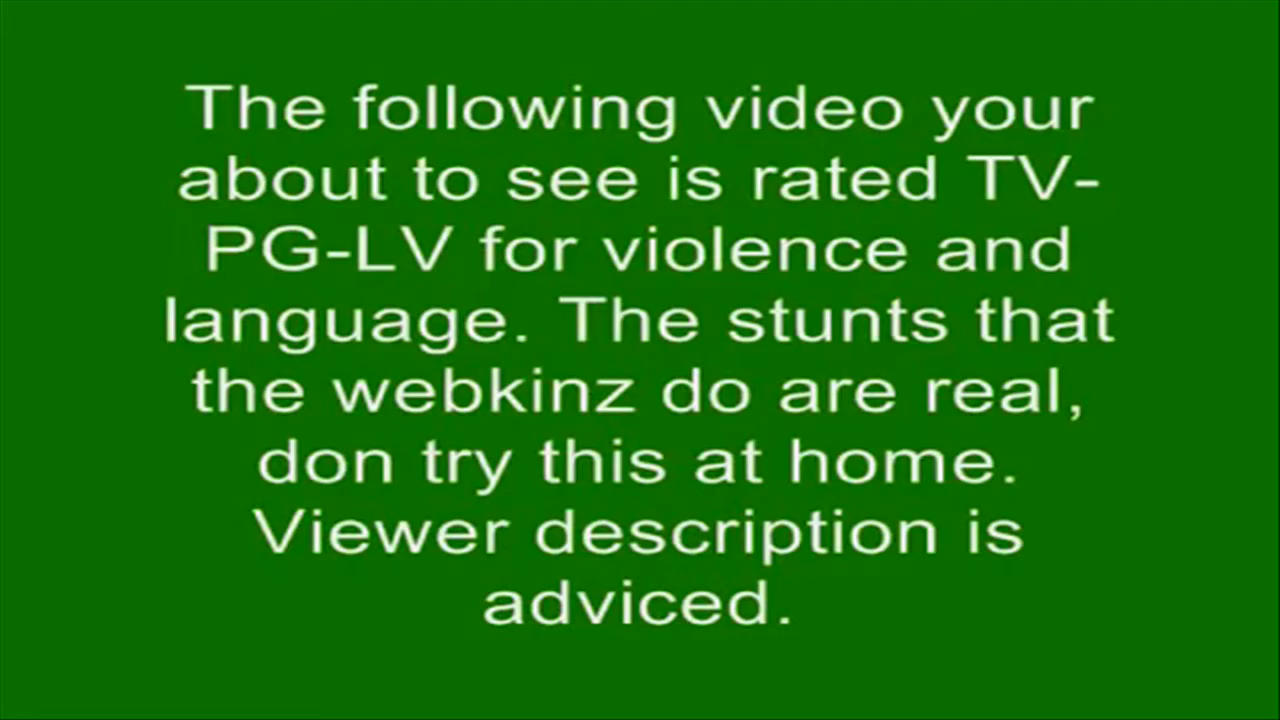 The following video your
about to see is rated TV-
PG-LV for violence and
language. The stunts that
the webkinz do are real,
don try this at home.
Viewer description is
adviced.